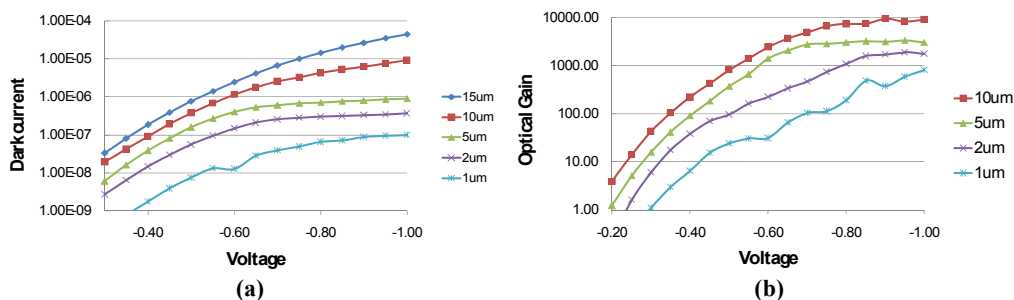 Darkcurrent
1.00E-04
1.00E-05
1.00E-06
1.00E-07
1.00E-08
1.00E-09
-0.40 -0.60 -0.80 -1.00
Voltage
15um
10um
5um
2um
1um
(a)
Optical Gain
10000.00
1000.00
100.00
10.00
1.00
-0.20 -0.40 -0.60 -0.80 -1.00
Voltage
10um
5um
2um
1um
(b)